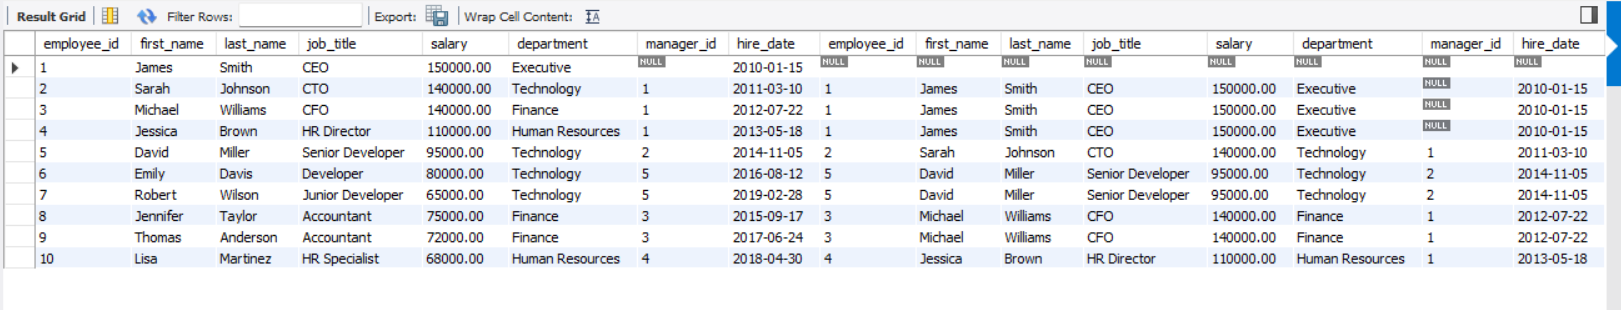 Result Grid Filter Rows: Export: Wrap Cell Content:
employee_id first_name last_name job_title salary department manager_id hire_date employee_id first_name last_name job_title salary department manager_id hire_date
1 James Smith CEO 150000.00 Executive NULL 2010-01-15 NULL NULL NULL NULL NULL NULL NULL NULL
2 Sarah Johnson CTO 140000.00 Technology 1 2011-03-10 1 James Smith CEO 150000.00 Executive NULL 2010-01-15
3 Michael Williams CFO 140000.00 Finance 1 2012-07-22 1 James Smith CEO 150000.00 Executive NULL 2010-01-15
4 Jessica Brown HR Director 110000.00 Human Resources 1 2013-05-18 1 James Smith CEO 150000.00 Executive NULL 2010-01-15
5 David Miller Senior Developer 95000.00 Technology 2 2014-11-05 2 Sarah Johnson CTO 140000.00 Technology 1 2011-03-10
6 Emily Davis Developer 80000.00 Technology 5 2016-08-12 5 David Miller Senior Developer 95000.00 Technology 2 2014-11-05
7 Robert Wilson Junior Developer 65000.00 Technology 5 2019-02-28 5 David Miller Senior Developer 95000.00 Technology 2 2014-11-05
8 Jennifer Taylor Accountant 75000.00 Finance 3 2015-09-17 3 Michael Williams CFO 140000.00 Finance 1 2012-07-22
9 Thomas Anderson Accountant 72000.00 Finance 3 2017-06-24 3 Michael Williams CFO 140000.00 Finance 1 2012-07-22
10 Lisa Martinez HR Specialist 68000.00 Human Resources 4 2018-04-30 4 Jessica Brown HR Director 110000.00 Human Resources 1 2013-05-18